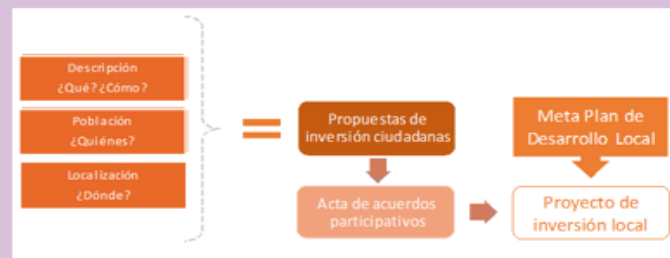 Descripción
¿Qué? ¿Cómo?
Población
¿Quiénes?
Localización
¿Dónde?
=
Propuestas de
inversión ciudadanas
Acta de acuerdos
participativos
Meta Plan de
Desarrollo Local
Proyecto de
inversión local